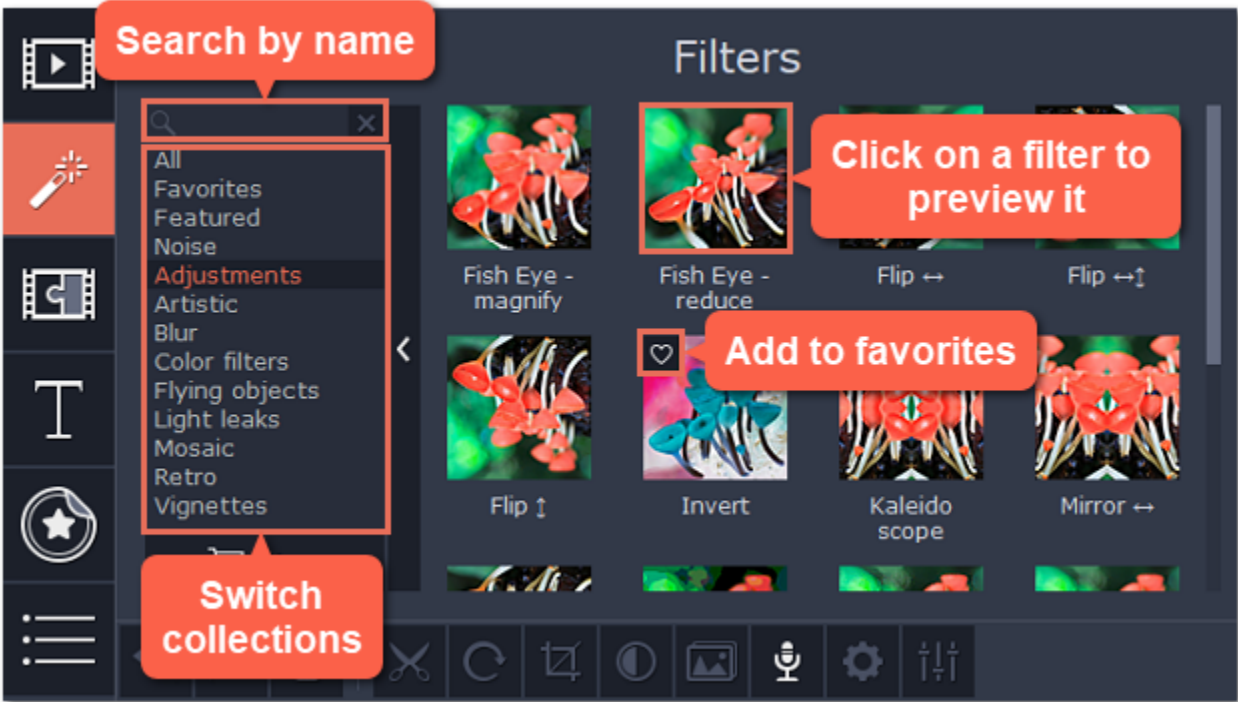 Search by name
Filters
All
Favorites
Featured
Noise
Adjustments
Artistic
Blur
Color filters
Flying objects
Light leaks
Mosaic
Retro
Vignettes
Switch
collections
Click on a filter to
preview it
Fish Eye -
magnify
Fish Eye -
reduce
Flip ↔
Flip ↔↕
Add to favorites
Flip ↕
Invert
Kaleido
scope
Mirror ↔
T